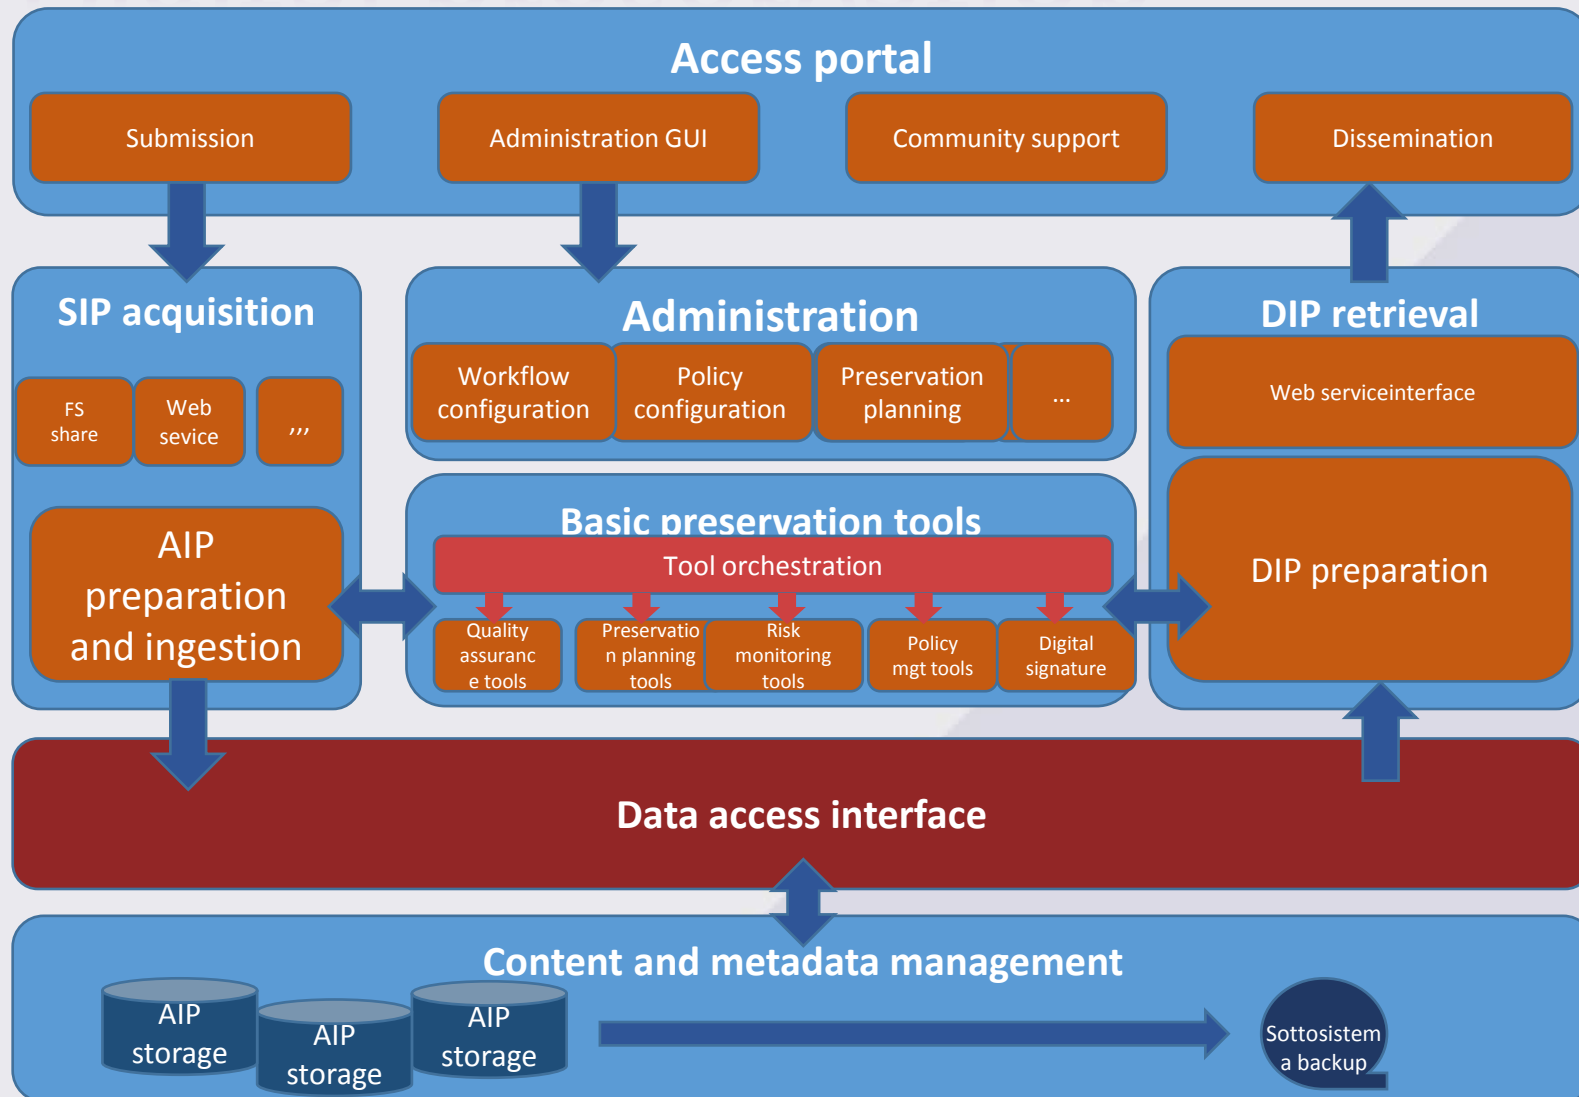 Access portal
Submission
Administration GUI
Community support
Dissemination
SIP acquisition
FS
share
Web
sevice
,,,
AIP
preparation
and ingestion
Administration
Workflow
configuration
Policy
configuration
Preservation
planning
...
Basic preservation tools
Tool orchestration
Quality
assuranc
e tools
Preservatio
n planning
tools
Risk
monitoring
tools
Policy
mgt tools
Digital
signature
DIP retrieval
Web serviceinterface
DIP preparation
Data access interface
Content and metadata management
AIP
storage
AIP
storage
AIP
storage
Sottosistem
a backup